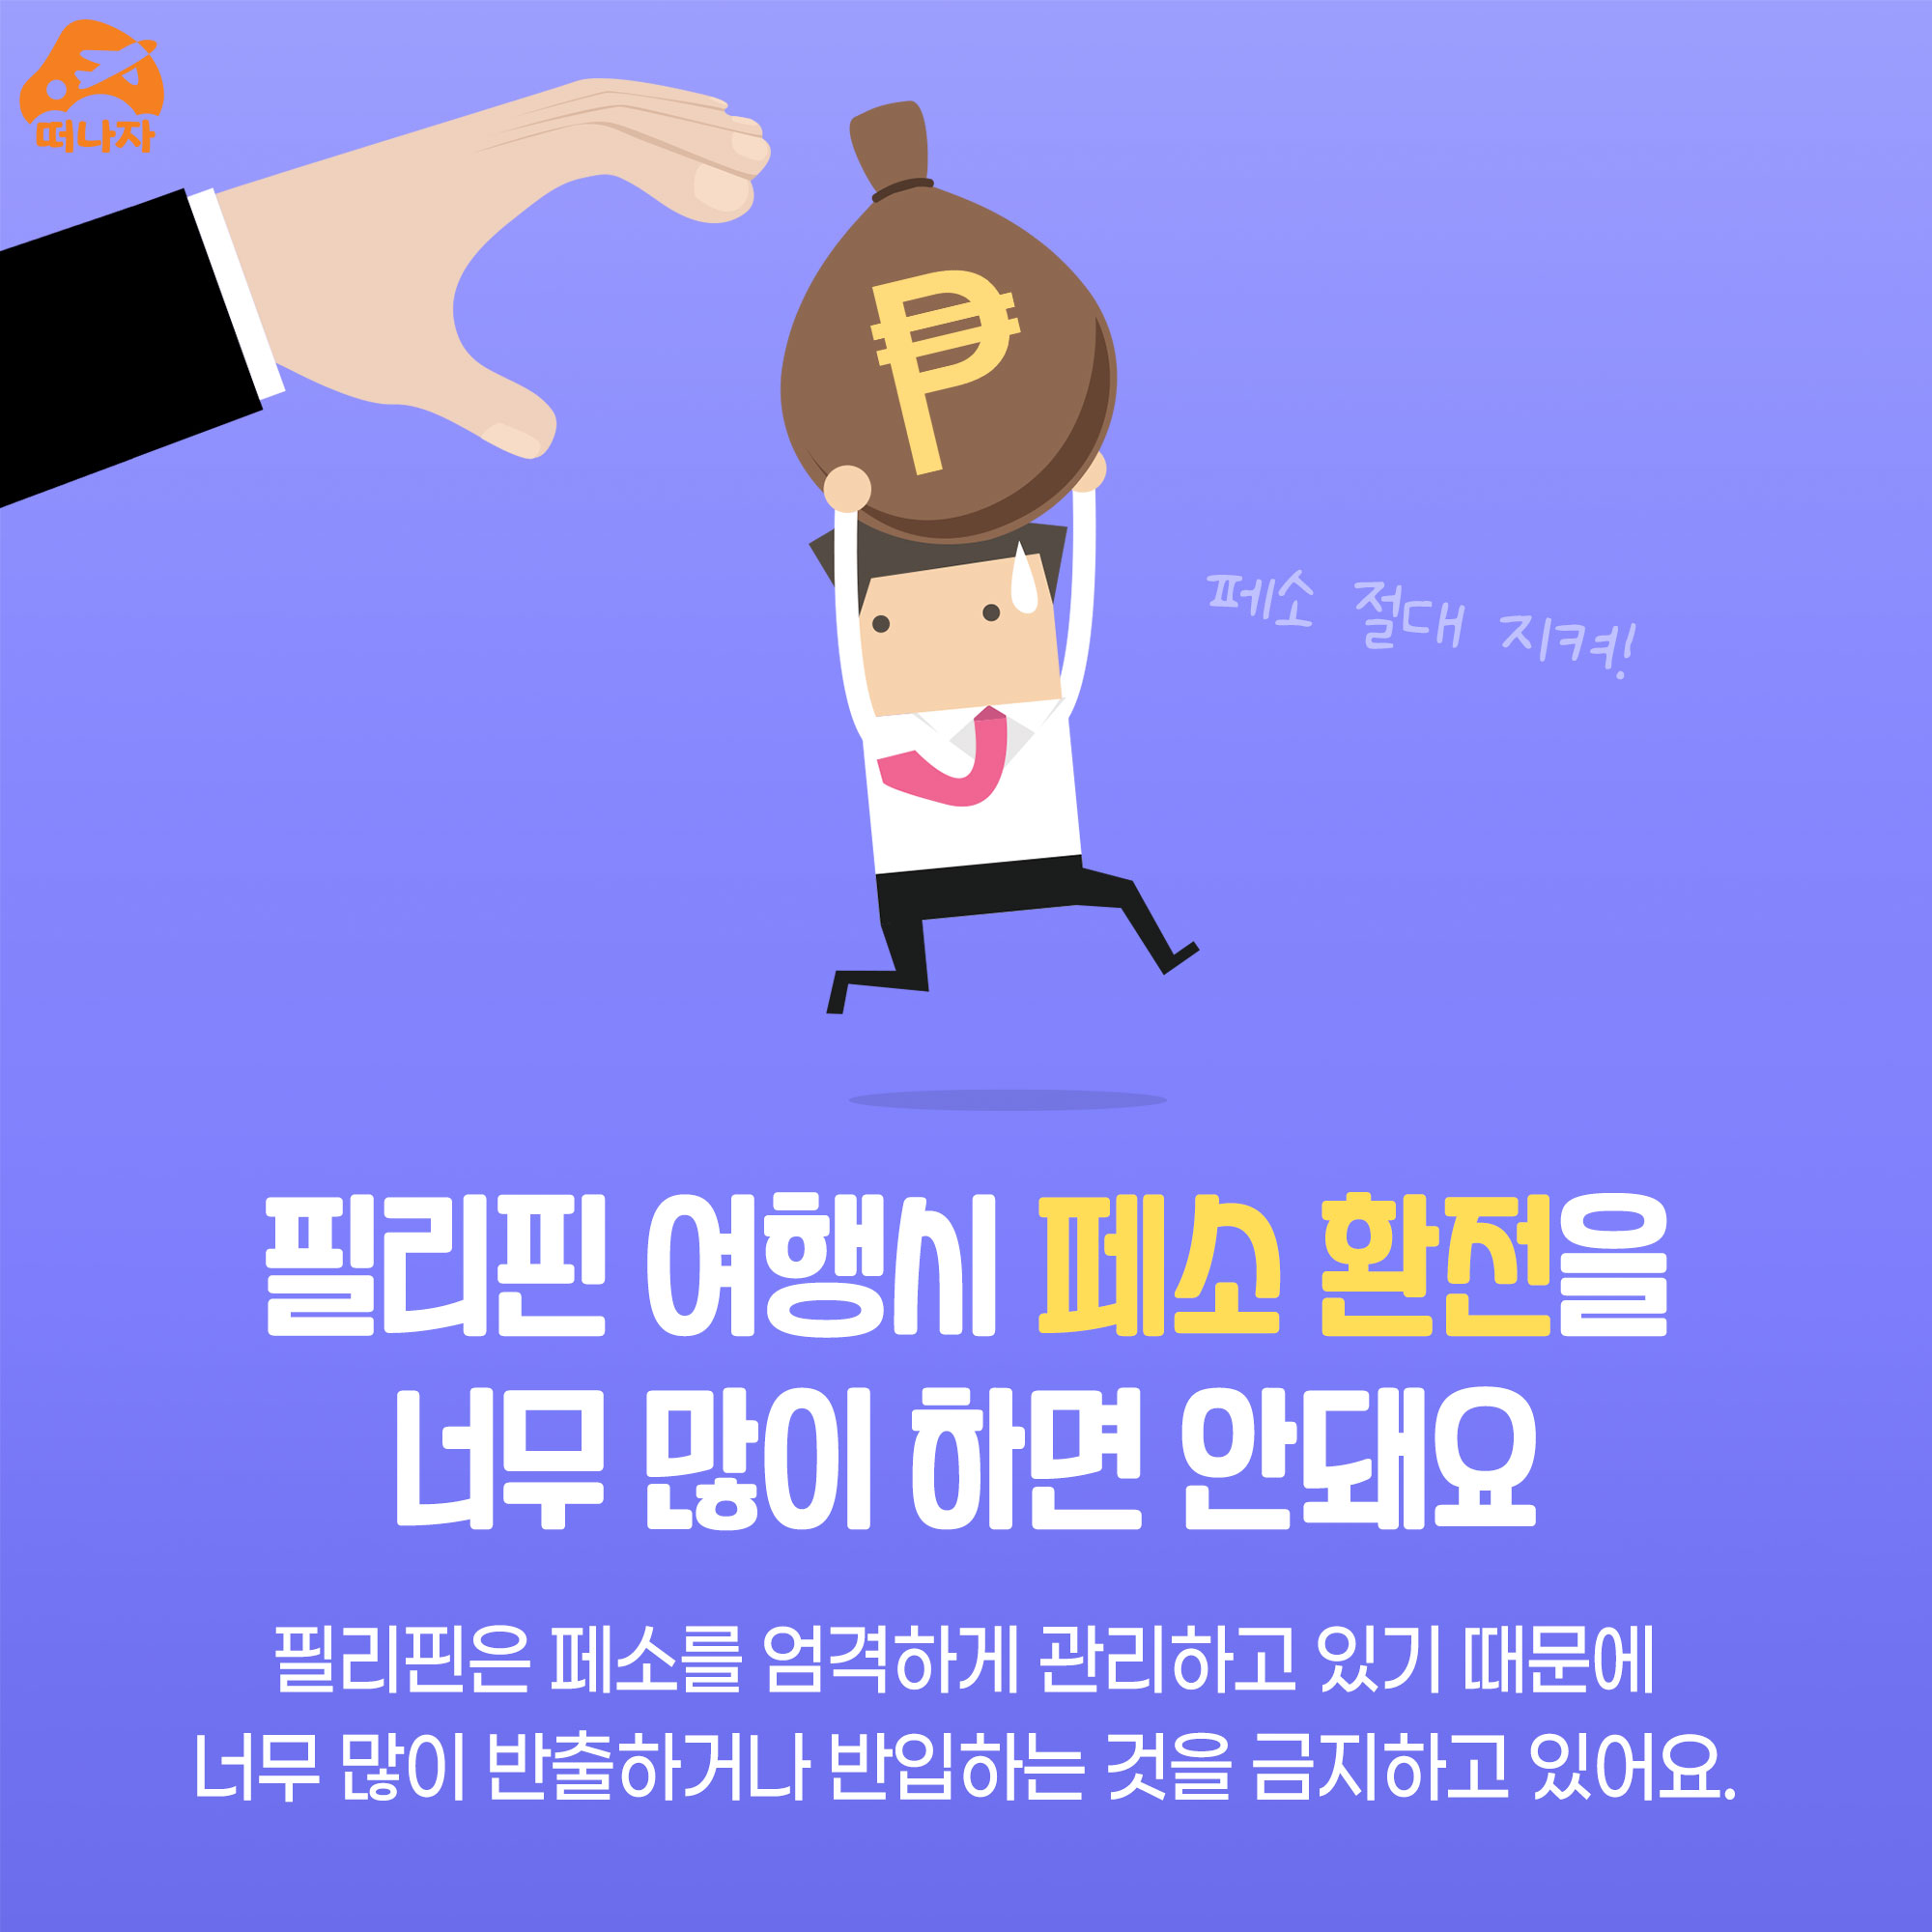 떠나자
₱
페소 절대 지켜!
필리핀 여행시 페소 환전을
너무 많이 하면 안돼요
필리핀은 페소를 엄격하게 관리하고 있기 때문에
너무 많이 반출하거나 반입하는 것을 금지하고 있어요.